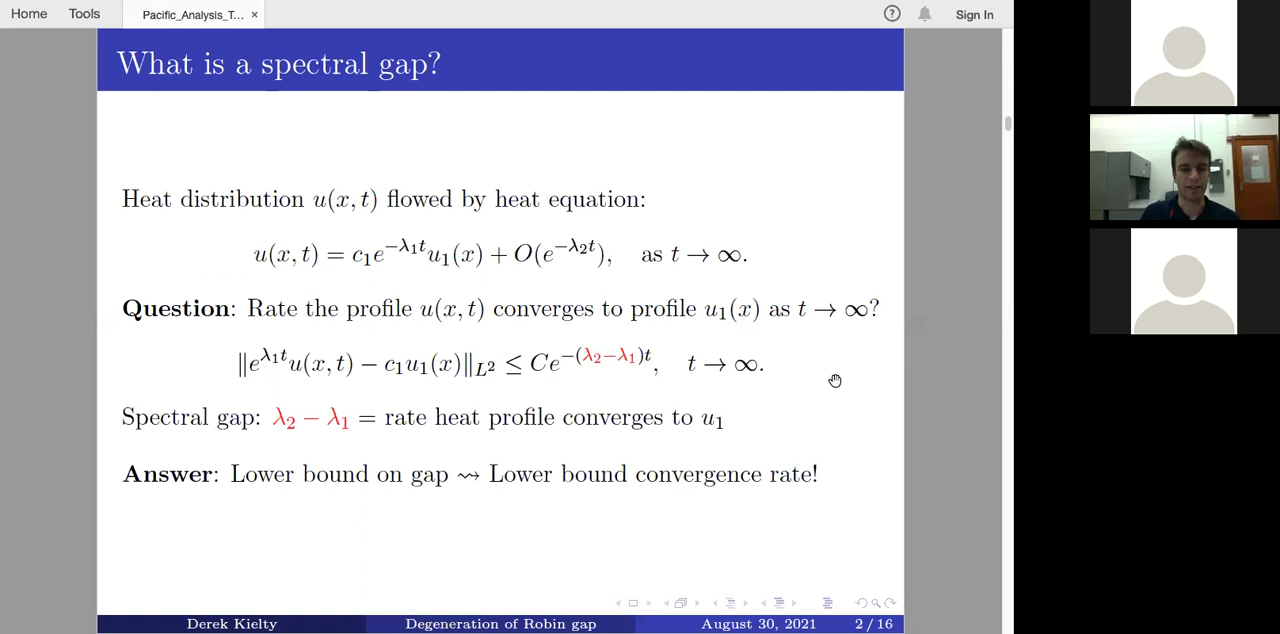 Home Tools Pacific_Analysis_T... × Sign In
What is a spectral gap?
Heat distribution u(x, t) flowed by heat equation:
u(x, t) = c₁e^{−λ₁t}u₁(x) + O(e^{−λ₂t}), as t → ∞.
Question: Rate the profile u(x, t) converges to profile u₁(x) as t → ∞?
‖e^{λ₁t}u(x, t) − c₁u₁(x)‖_{L²} ≤ Ce^{−(λ₂−λ₁)t}, t → ∞.
Spectral gap: λ₂ − λ₁ = rate heat profile converges to u₁
Answer: Lower bound on gap ⇝ Lower bound convergence rate!
Derek Kielty Degeneration of Robin gap August 30, 2021 2 / 16